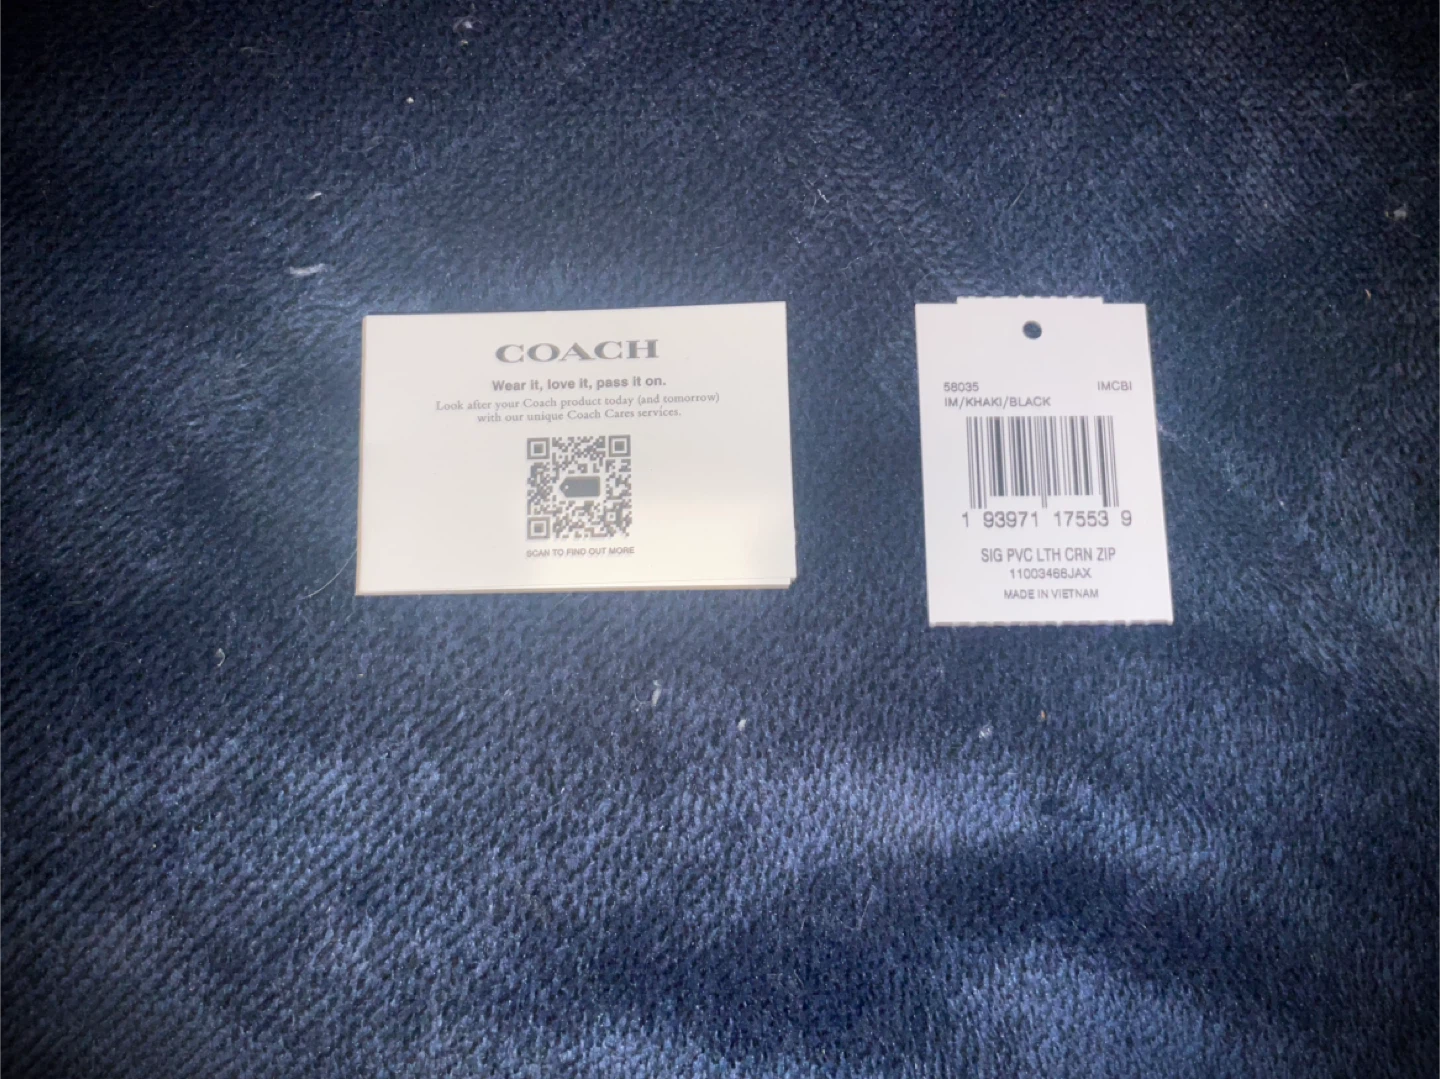 COACH
Wear it, love it, pass it on.
Look after your Coach product today (and tomorrow)
with our unique Coach Cares services.
SCAN TO FIND OUT MORE
58035 IMCBI
IM/KHAKI/BLACK
1 93971 17553 9
SIG PVC LTH CRN ZIP
11003466JAX
MADE IN VIETNAM